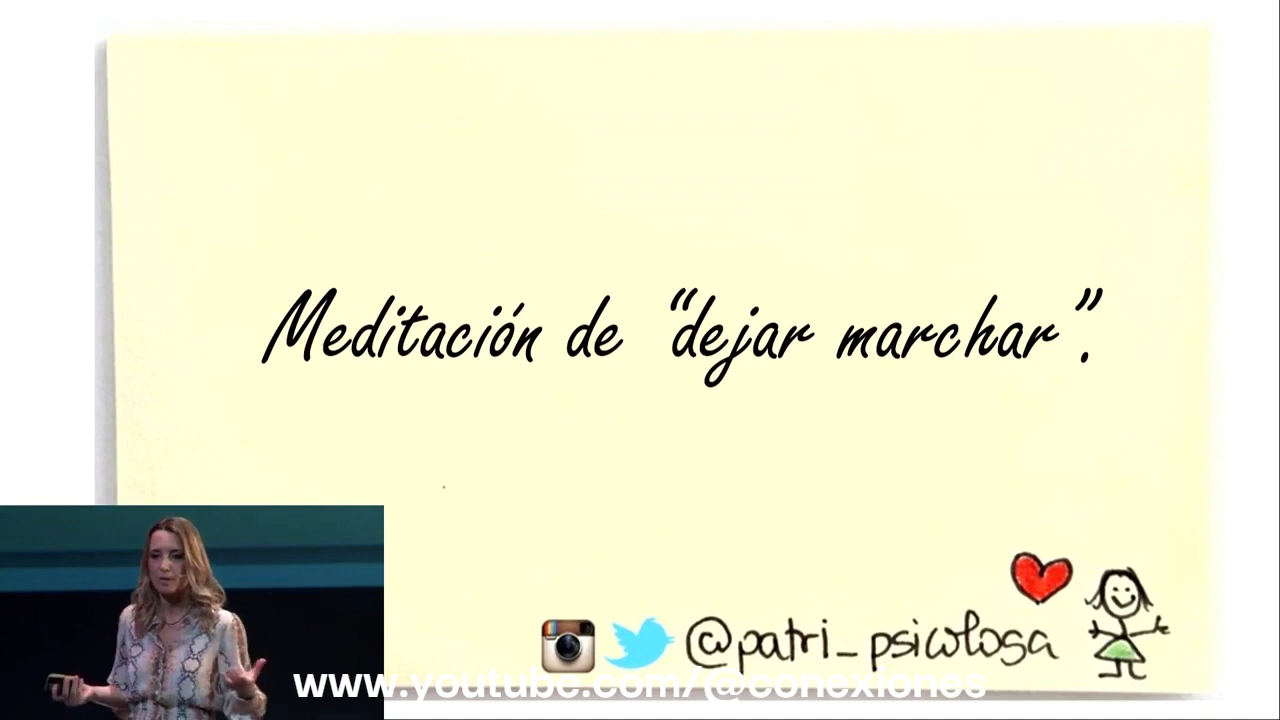 Meditación de “dejar marchar”.
@patri_psicologa
www.youtube.com/@conexiones